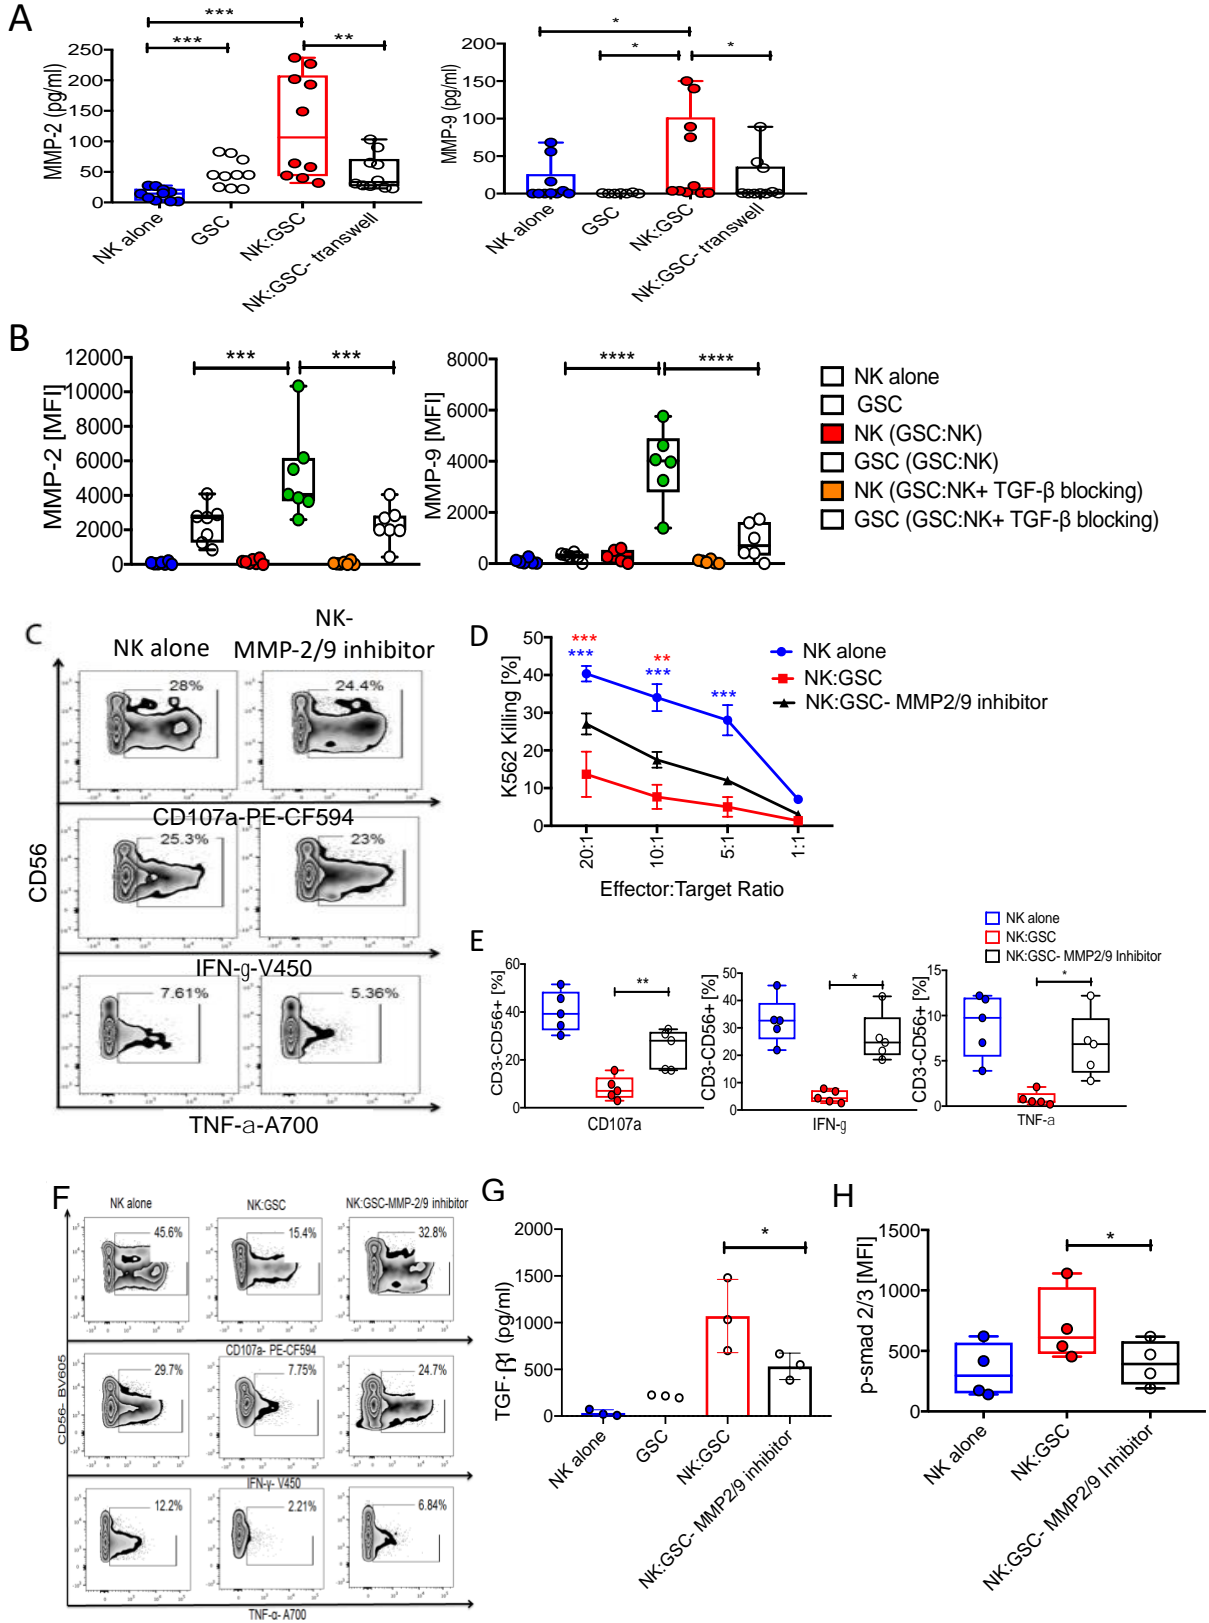 A
***
***
**
MMP-2 (pg/ml)
250
200
150
100
50
0
NK alone
GSC
NK:GSC
NK:GSC- transwell
*
*
*
MMP-9 (pg/ml)
150
100
50
0
NK alone
GSC
NK:GSC
NK:GSC- transwell
B
***
***
MMP-2 [MFI]
12000
10000
8000
6000
4000
2000
0
****
****
MMP-9 [MFI]
8000
6000
4000
2000
0
NK alone
GSC
NK (GSC:NK)
GSC (GSC:NK)
NK (GSC:NK+ TGF-β blocking)
GSC (GSC:NK+ TGF-β blocking)
C
NK alone
NK-
MMP-2/9 inhibitor
CD56
28%
24.4%
CD107a-PE-CF594
25.3%
23%
IFN-g-V450
7.61%
5.36%
TNF-a-A700
D
K562 Killing [%]
50
40
30
20
10
0
***
***
**
***
***
20:1
10:1
5:1
1:1
Effector:Target Ratio
NK alone
NK:GSC
NK:GSC- MMP2/9 inhibitor
E
NK alone
NK:GSC
NK:GSC- MMP2/9 Inhibitor
CD3-CD56+ [%]
60
40
20
0
**
CD107a
CD3-CD56+ [%]
50
40
30
20
10
0
*
IFN-g
CD3-CD56+ [%]
15
10
5
0
*
TNF-a
F
NK alone
NK:GSC
NK:GSC-MMP-2/9 inhibitor
CD56- BV605
45.6%
15.4%
32.8%
CD107a- PE-CF594
29.7%
7.75%
24.7%
IFN-γ- V450
12.2%
2.21%
6.84%
TNF-α- A700
G
TGF-β1 (pg/ml)
2000
1500
1000
500
0
*
NK alone
GSC
NK:GSC
NK:GSC- MMP2/9 inhibitor
H
p-smad 2/3 [MFI]
1500
1000
500
0
*
NK alone
NK:GSC
NK:GSC- MMP2/9 Inhibitor